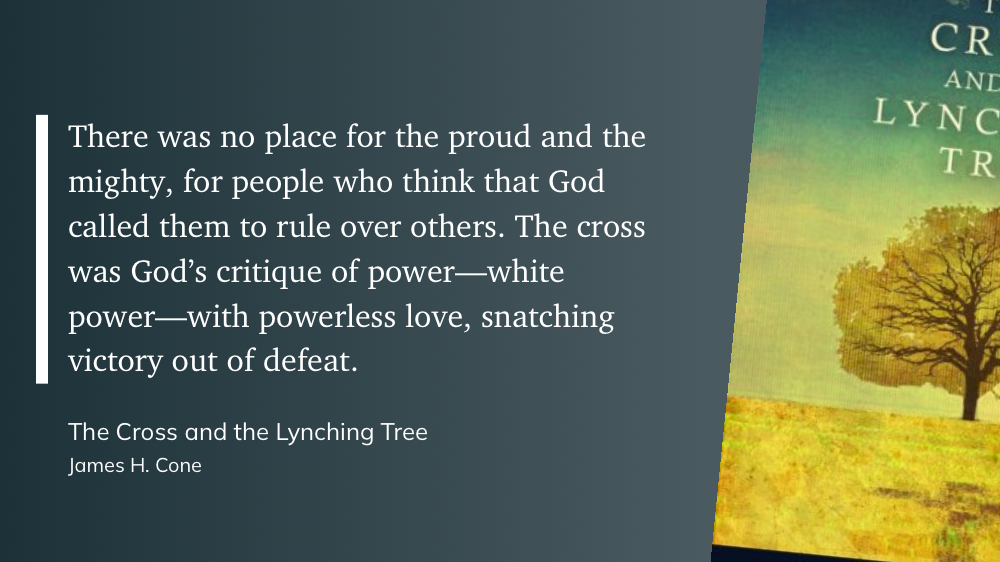 There was no place for the proud and the
mighty, for people who think that God
called them to rule over others. The cross
was God’s critique of power—white
power—with powerless love, snatching
victory out of defeat.
The Cross and the Lynching Tree
James H. Cone
CR
AND
LYNC
TR